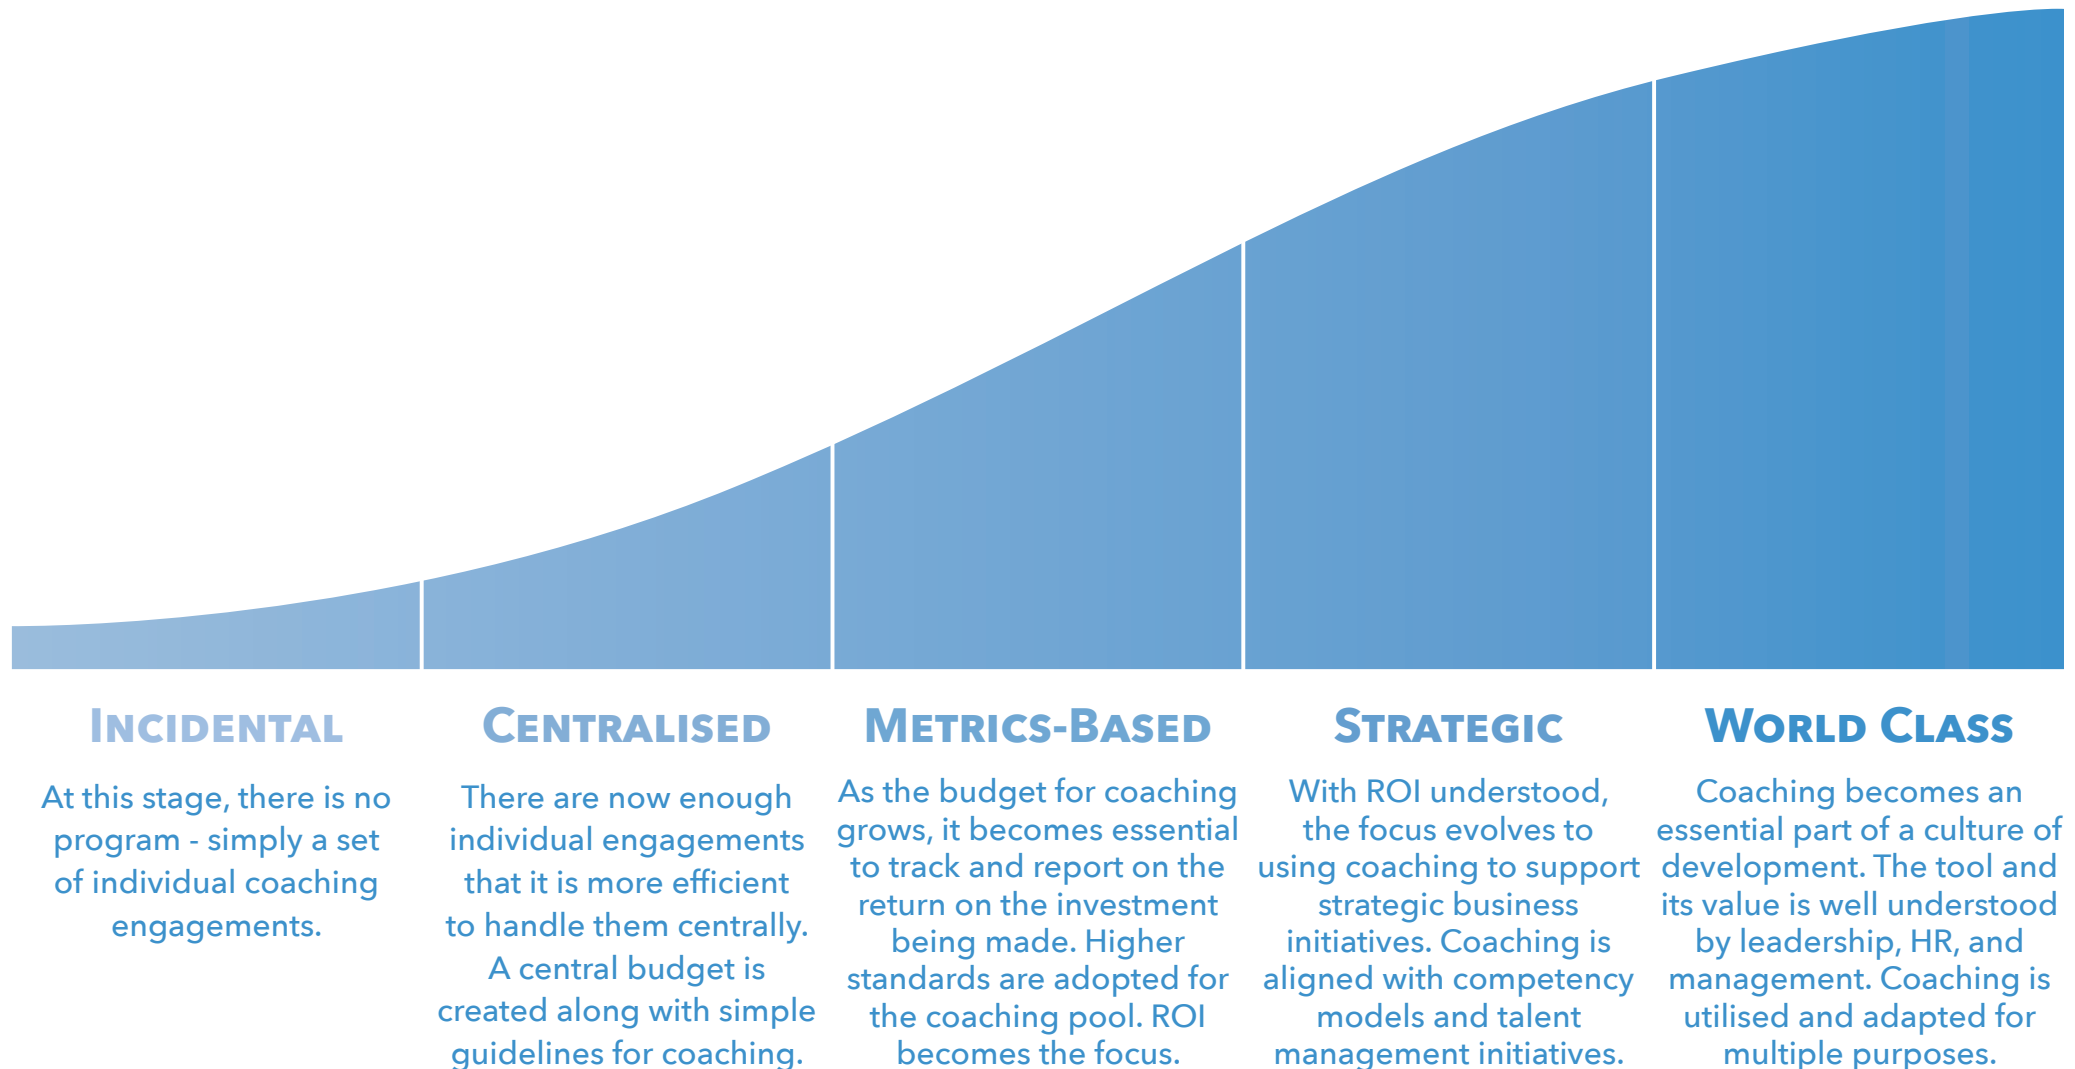 INCIDENTAL
At this stage, there is no
program - simply a set
of individual coaching
engagements.
CENTRALISED
There are now enough
individual engagements
that it is more efficient
to handle them centrally.
A central budget is
created along with simple
guidelines for coaching.
METRICS-BASED
As the budget for coaching
grows, it becomes essential
to track and report on the
return on the investment
being made. Higher
standards are adopted for
the coaching pool. ROI
becomes the focus.
STRATEGIC
With ROI understood,
the focus evolves to
using coaching to support
strategic business
initiatives. Coaching is
aligned with competency
models and talent
management initiatives.
WORLD CLASS
Coaching becomes an
essential part of a culture of
development. The tool and
its value is well understood
by leadership, HR, and
management. Coaching is
utilised and adapted for
multiple purposes.